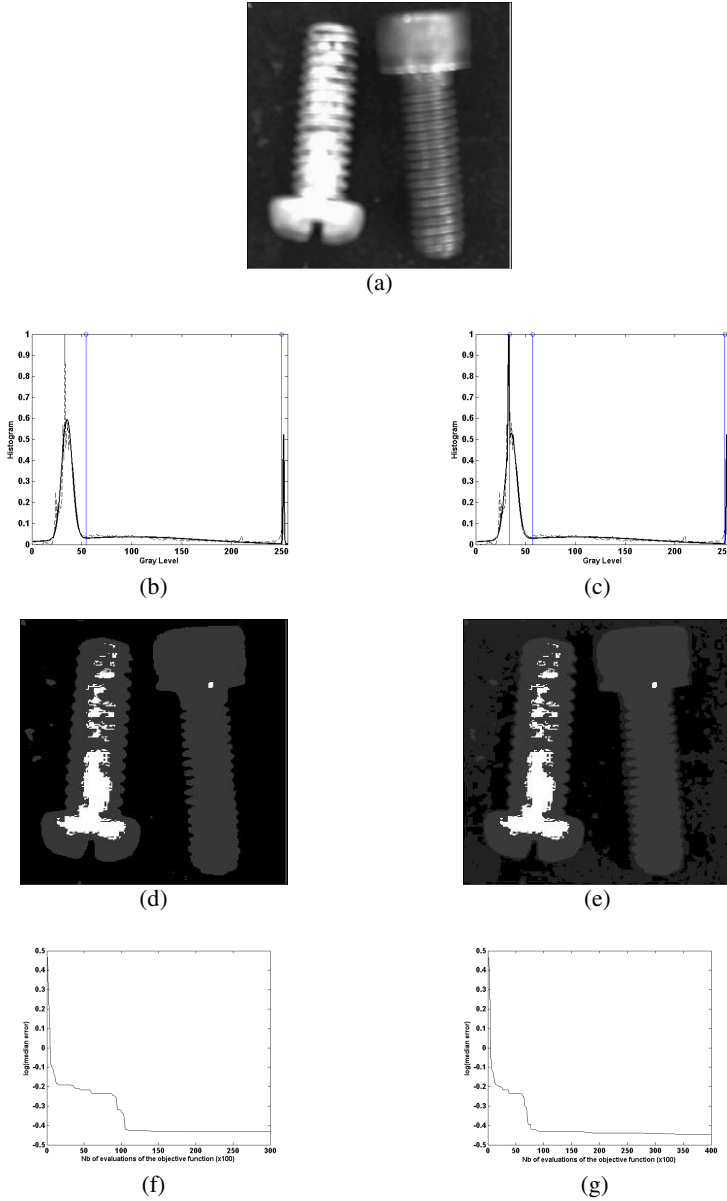 (a)
1
0.9
0.8
0.7
0.6
0.5
0.4
0.3
0.2
0.1
0
Histogram
0 50 100 150 200 250
Gray Level
(b)
1
0.9
0.8
0.7
0.6
0.5
0.4
0.3
0.2
0.1
0
Histogram
0 50 100 150 200 250
Gray Level
(c)
(d)
(e)
0.5
0.4
0.3
0.2
0.1
0
-0.1
-0.2
-0.3
-0.4
-0.5
log(median error)
0 50 100 150 200 250 300
Nb of evaluations of the objective function (x100)
(f)
0.5
0.4
0.3
0.2
0.1
0
-0.1
-0.2
-0.3
-0.4
-0.5
log(median error)
0 50 100 150 200 250 300 350 400
Nb of evaluations of the objective function (x100)
(g)